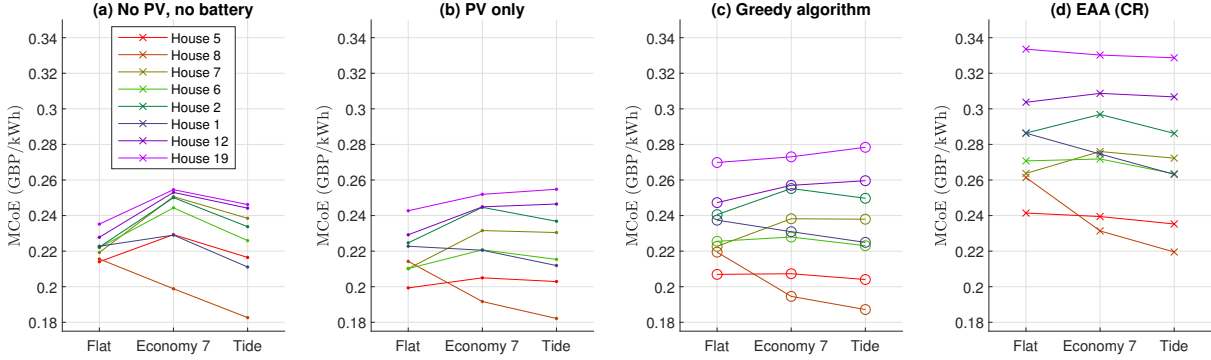 (a) No PV, no battery
MCoE (GBP/kWh)
0.34
0.32
0.3
0.28
0.26
0.24
0.22
0.2
0.18
House 5
House 8
House 7
House 6
House 2
House 1
House 12
House 19
Flat Economy 7 Tide
(b) PV only
MCoE (GBP/kWh)
0.34
0.32
0.3
0.28
0.26
0.24
0.22
0.2
0.18
Flat Economy 7 Tide
(c) Greedy algorithm
MCoE (GBP/kWh)
0.34
0.32
0.3
0.28
0.26
0.24
0.22
0.2
0.18
Flat Economy 7 Tide
(d) EAA (CR)
MCoE (GBP/kWh)
0.34
0.32
0.3
0.28
0.26
0.24
0.22
0.2
0.18
Flat Economy 7 Tide